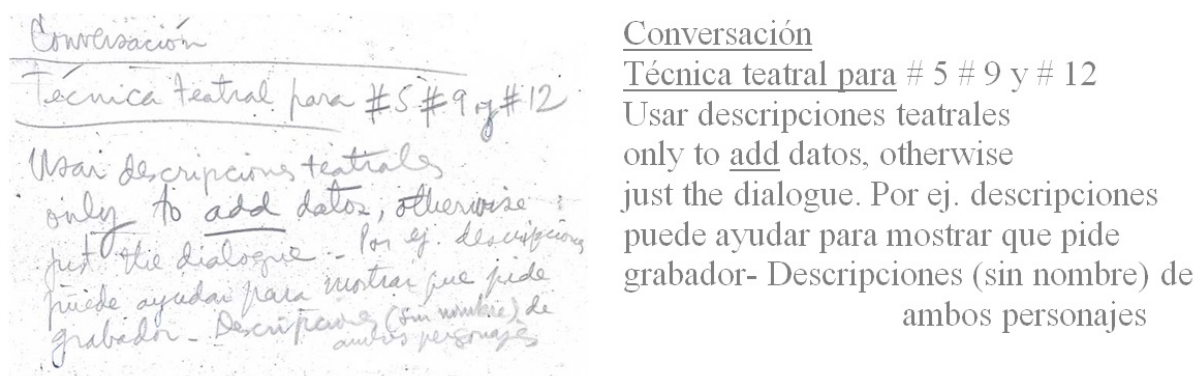 Conversación
Técnica teatral para #5 #9 y #12
Usar descripciones teatrales
only to add datos, otherwise
just the dialogue - Por ej. descripciones
puede ayudar para mostrar que pide
grabador - Descripciones (sin nombre) de
ambos personajes
Conversación
Técnica teatral para # 5 # 9 y # 12
Usar descripciones teatrales
only to add datos, otherwise
just the dialogue. Por ej. descripciones
puede ayudar para mostrar que pide
grabador- Descripciones (sin nombre) de
ambos personajes